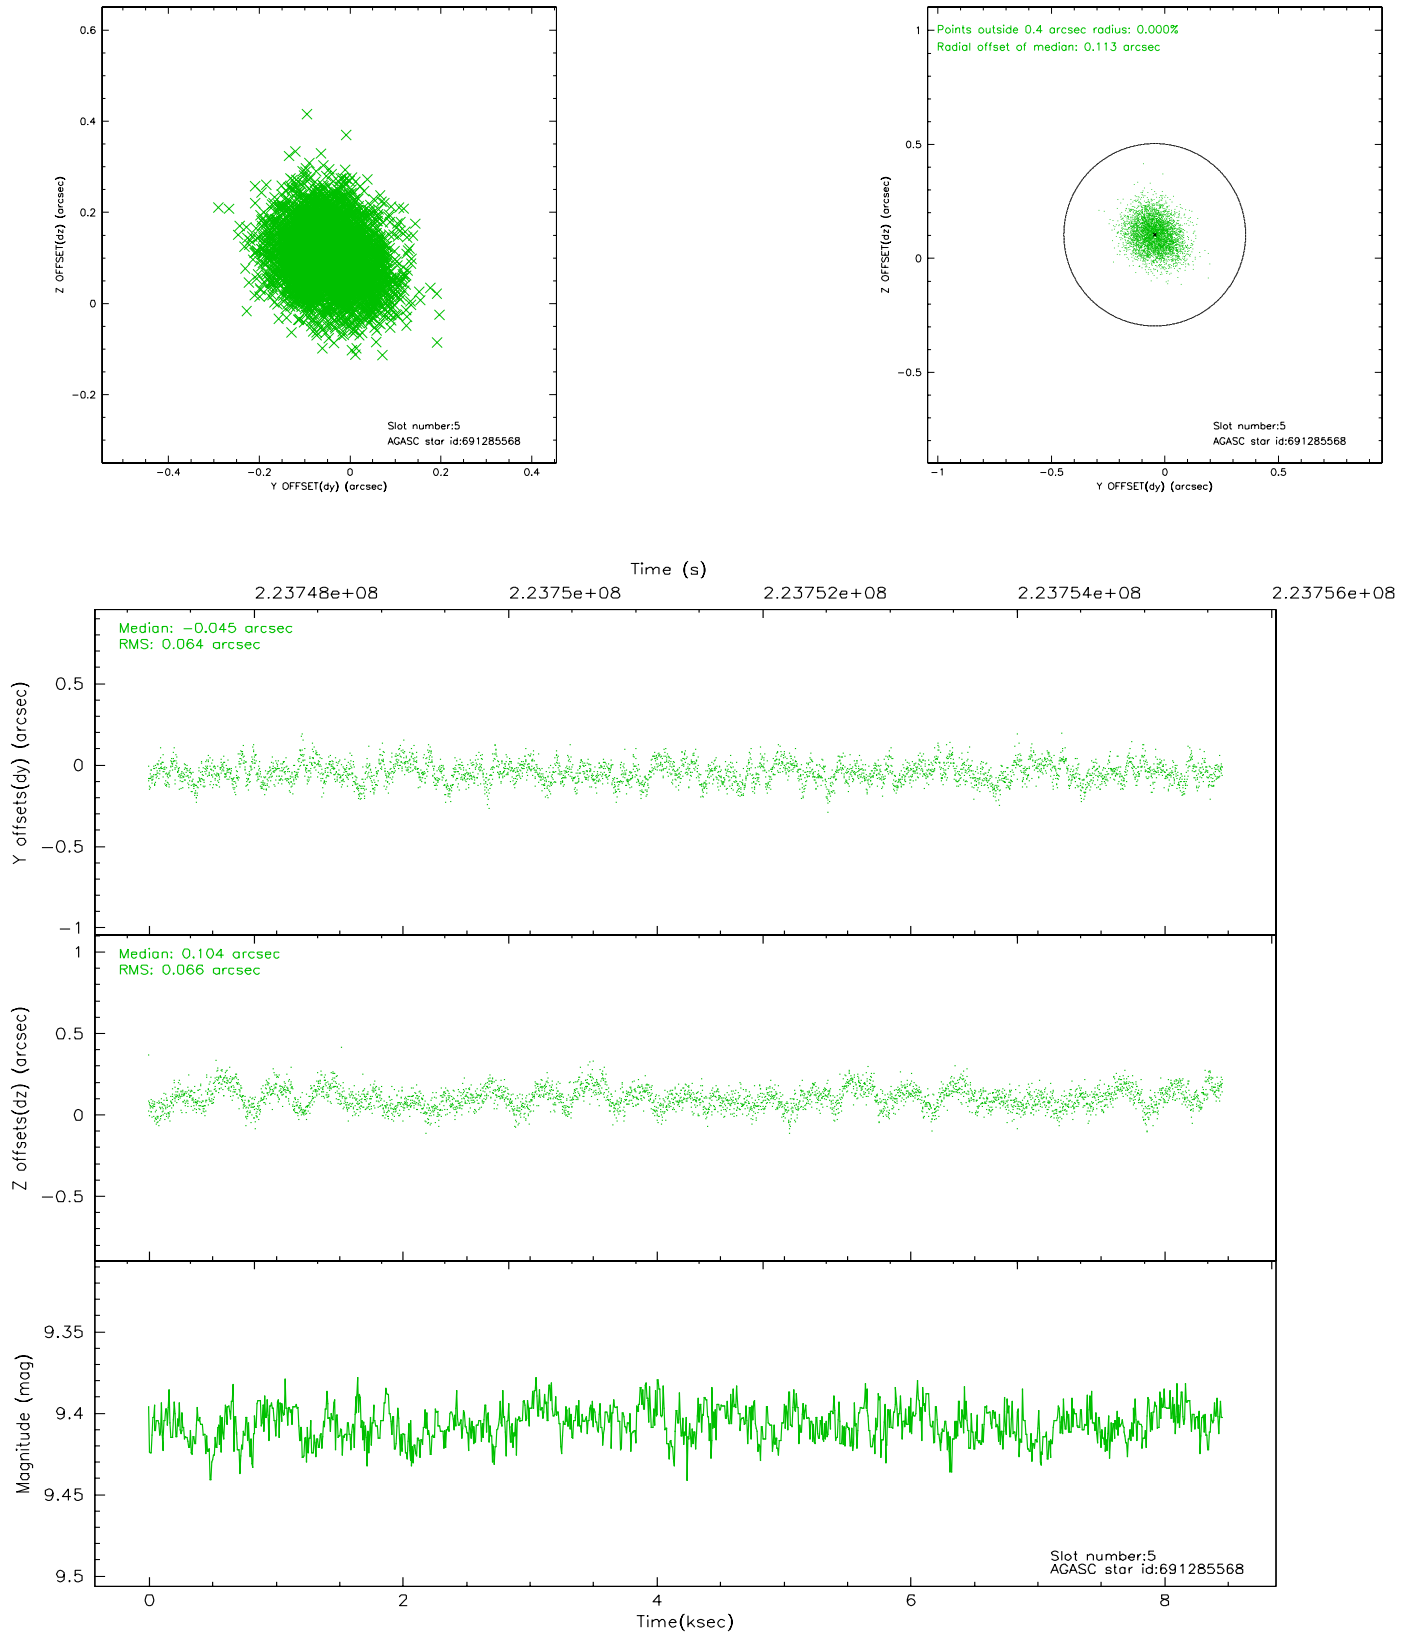 0.6
0.4
0.2
0
−0.2
Z OFFSET(dz) (arcsec)
Slot number:5
AGASC star id:691285568
−0.4
−0.2
0
0.2
0.4
Y OFFSET(dy) (arcsec)
Points outside 0.4 arcsec radius: 0.000%
Radial offset of median: 0.113 arcsec
1
0.5
0
−0.5
Z OFFSET(dz) (arcsec)
Slot number:5
AGASC star id:691285568
−1
−0.5
0
0.5
Y OFFSET(dy) (arcsec)
Time (s)
2.23748e+08
2.2375e+08
2.23752e+08
2.23754e+08
2.23756e+08
Median: −0.045 arcsec
RMS: 0.064 arcsec
0.5
0
−0.5
−1
Y offsets(dy) (arcsec)
Median: 0.104 arcsec
RMS: 0.066 arcsec
1
0.5
0
−0.5
Z offsets(dz) (arcsec)
9.35
9.4
9.45
9.5
Magnitude (mag)
Slot number:5
AGASC star id:691285568
0
2
4
6
8
Time(ksec)